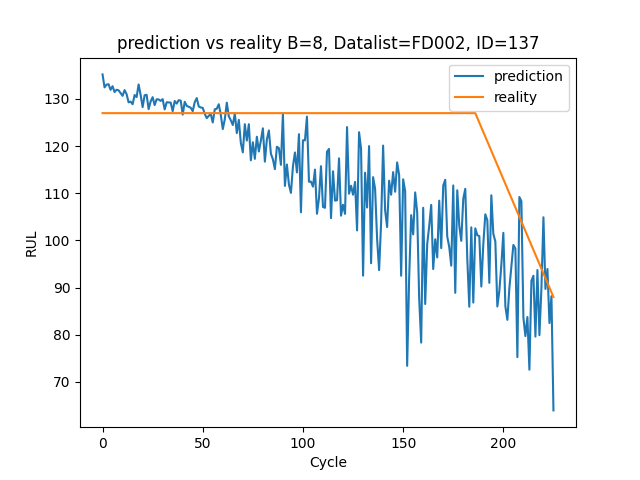 prediction vs reality B=8, Datalist=FD002, ID=137
prediction
reality
RUL
130
120
110
100
90
80
70
0 50 100 150 200
Cycle